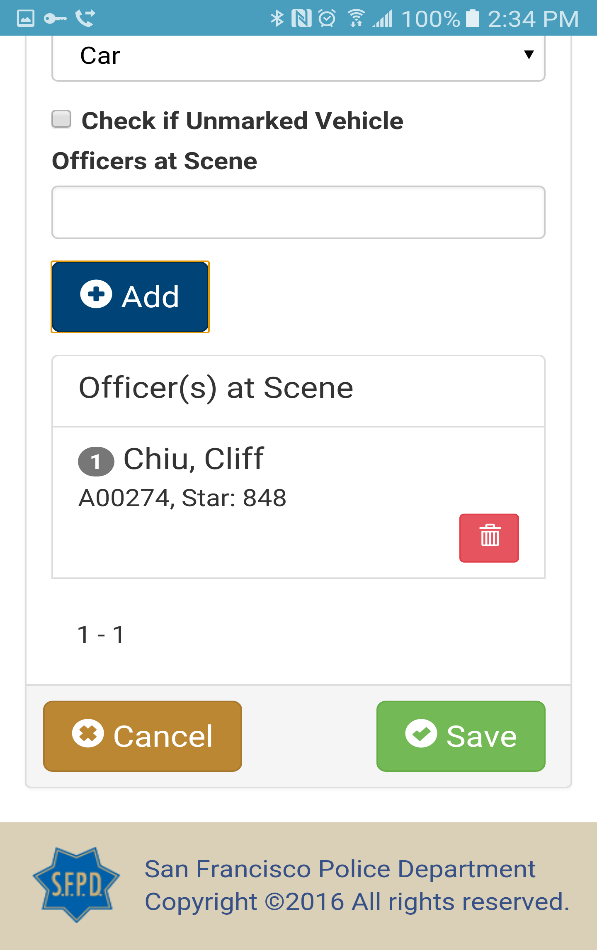 100% 2:34 PM
Car
Check if Unmarked Vehicle
Officers at Scene
Add
Officer(s) at Scene
1 Chiu, Cliff
A00274, Star: 848
1 - 1
Cancel
Save
S.F.P.D.
San Francisco Police Department
Copyright ©2016 All rights reserved.